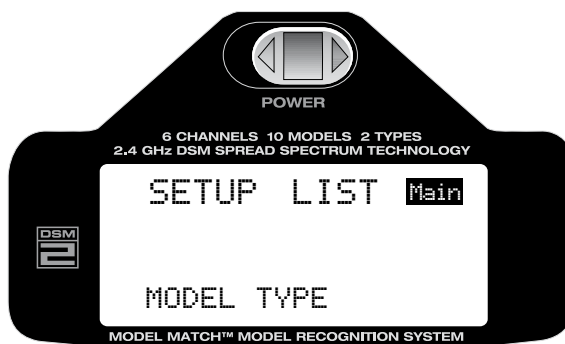 POWER
6 CHANNELS 10 MODELS 2 TYPES
2.4 GHz DSM SPREAD SPECTRUM TECHNOLOGY
SETUP LIST Main
DSM
2
MODEL TYPE
MODEL MATCH™ MODEL RECOGNITION SYSTEM